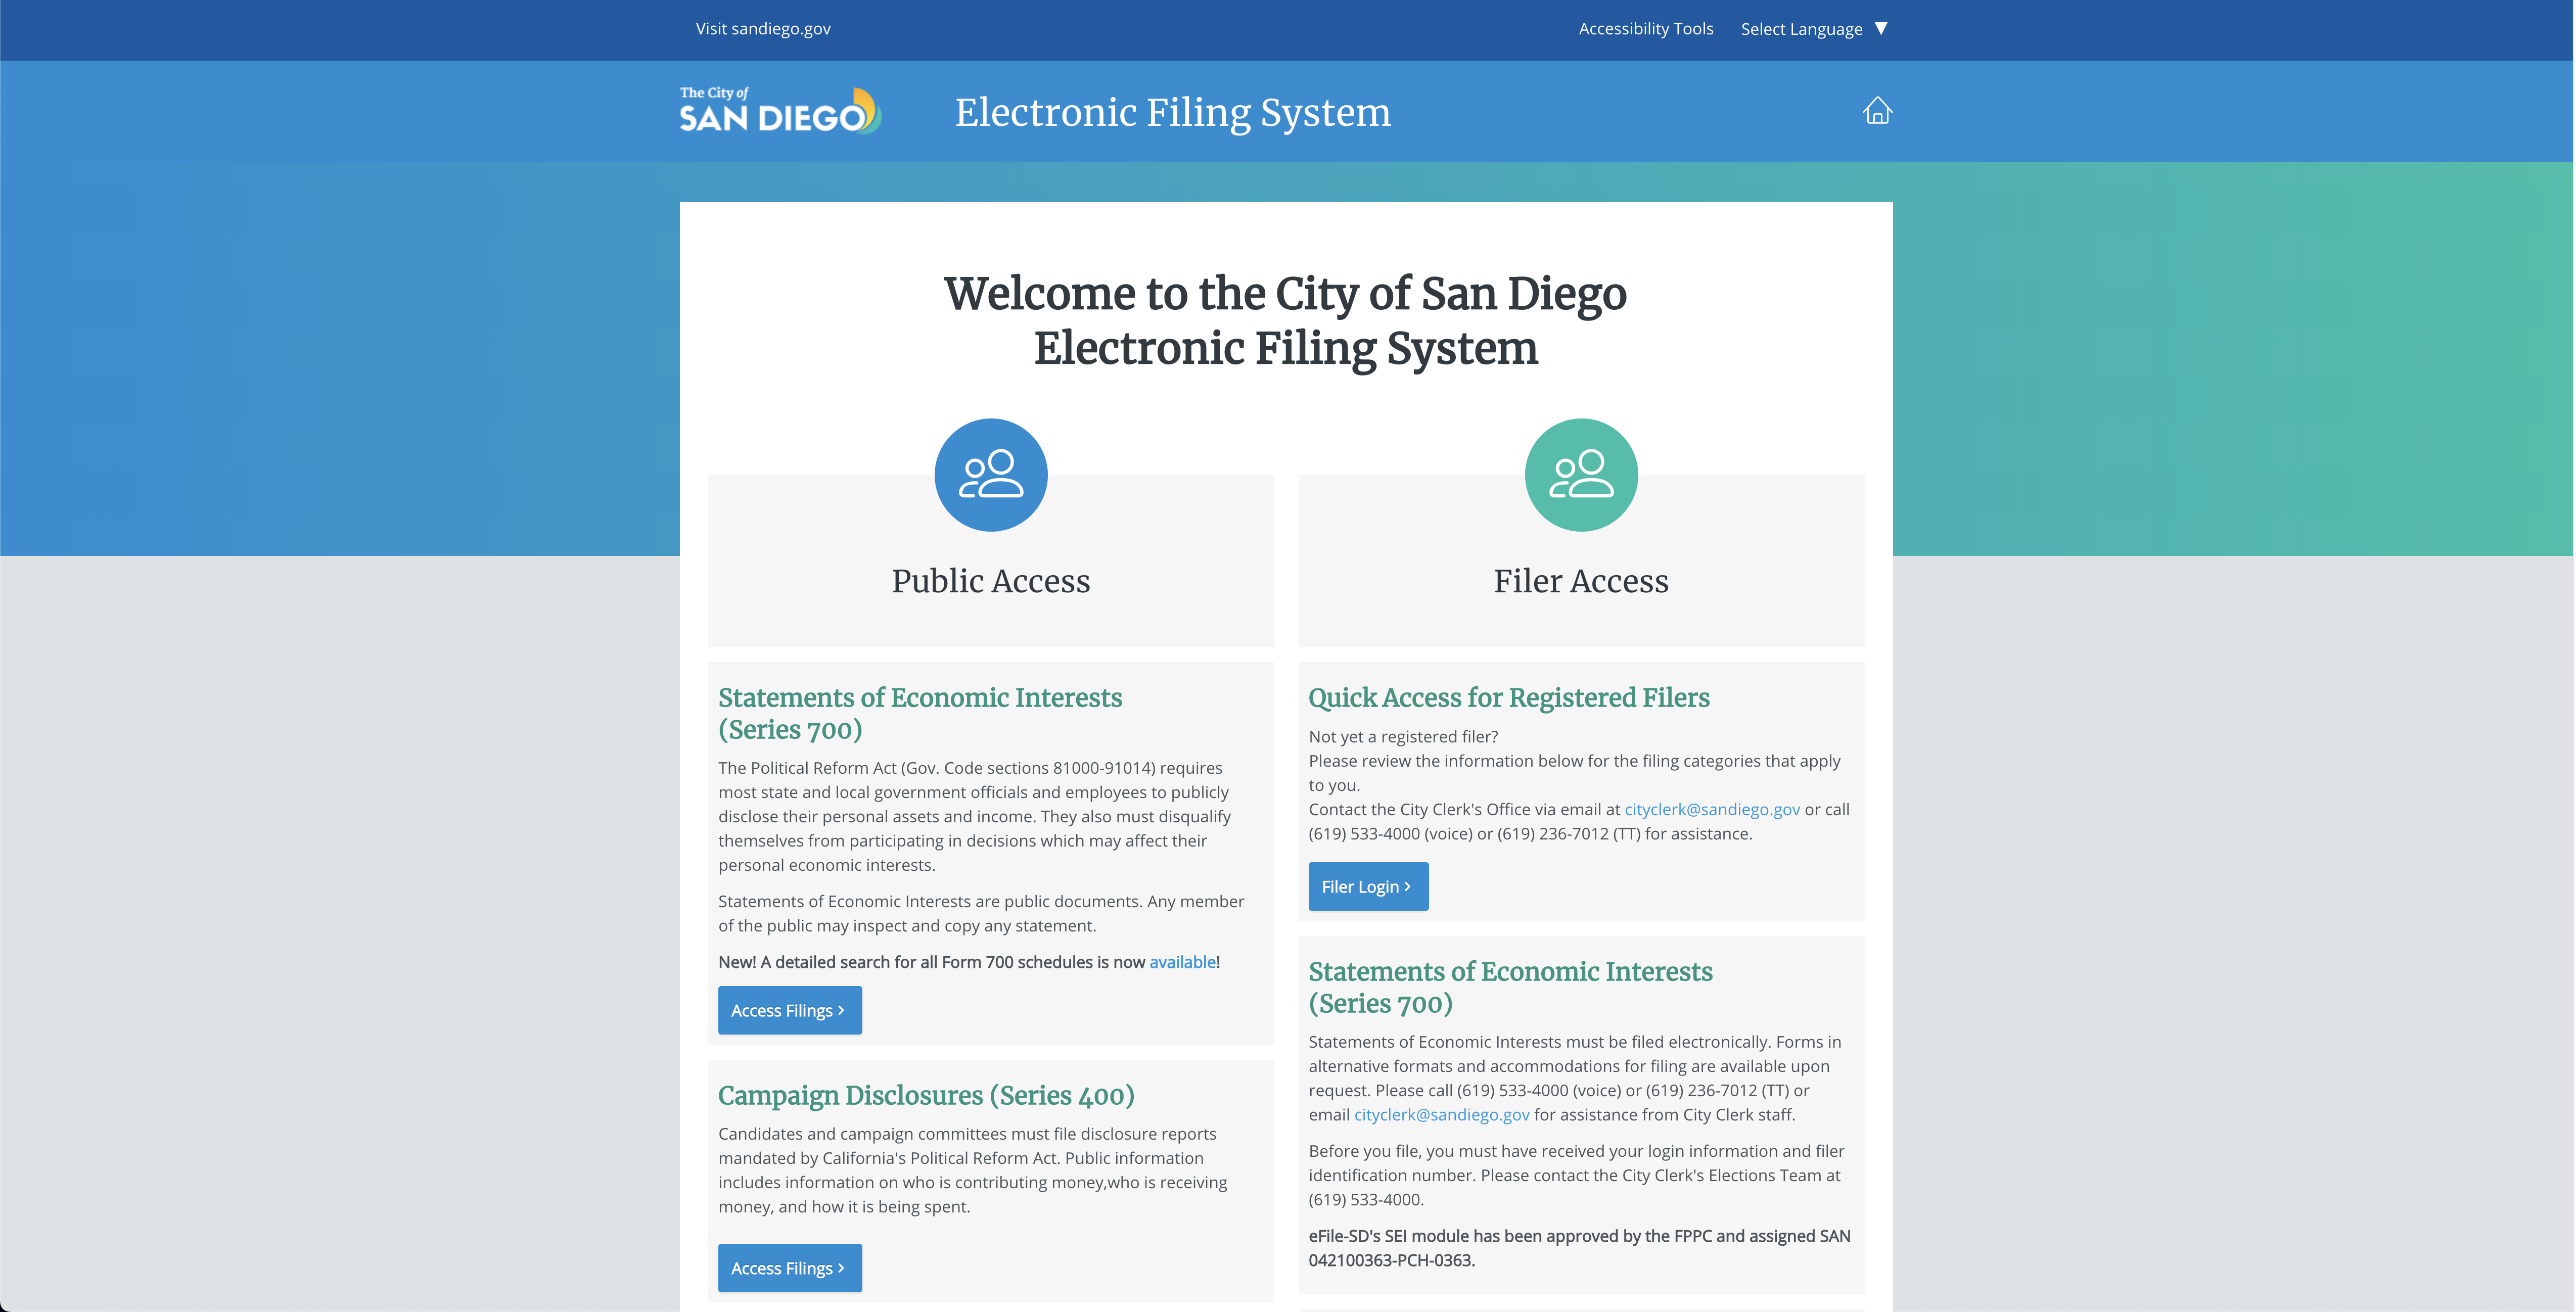 Visit sandiego.gov
Accessibility Tools
Select Language ▼
The City of
SAN DIEGO
Electronic Filing System
Welcome to the City of San Diego
Electronic Filing System
Public Access
Statements of Economic Interests
(Series 700)
The Political Reform Act (Gov. Code sections 81000-91014) requires
most state and local government officials and employees to publicly
disclose their personal assets and income. They also must disqualify
themselves from participating in decisions which may affect their
personal economic interests.
Statements of Economic Interests are public documents. Any member
of the public may inspect and copy any statement.
New! A detailed search for all Form 700 schedules is now available!
Access Filings >
Campaign Disclosures (Series 400)
Candidates and campaign committees must file disclosure reports
mandated by California's Political Reform Act. Public information
includes information on who is contributing money,who is receiving
money, and how it is being spent.
Access Filings >
Filer Access
Quick Access for Registered Filers
Not yet a registered filer?
Please review the information below for the filing categories that apply
to you.
Contact the City Clerk's Office via email at cityclerk@sandiego.gov or call
(619) 533-4000 (voice) or (619) 236-7012 (TT) for assistance.
Filer Login >
Statements of Economic Interests
(Series 700)
Statements of Economic Interests must be filed electronically. Forms in
alternative formats and accommodations for filing are available upon
request. Please call (619) 533-4000 (voice) or (619) 236-7012 (TT) or
email cityclerk@sandiego.gov for assistance from City Clerk staff.
Before you file, you must have received your login information and filer
identification number. Please contact the City Clerk's Elections Team at
(619) 533-4000.
eFile-SD's SEI module has been approved by the FPPC and assigned SAN
042100363-PCH-0363.